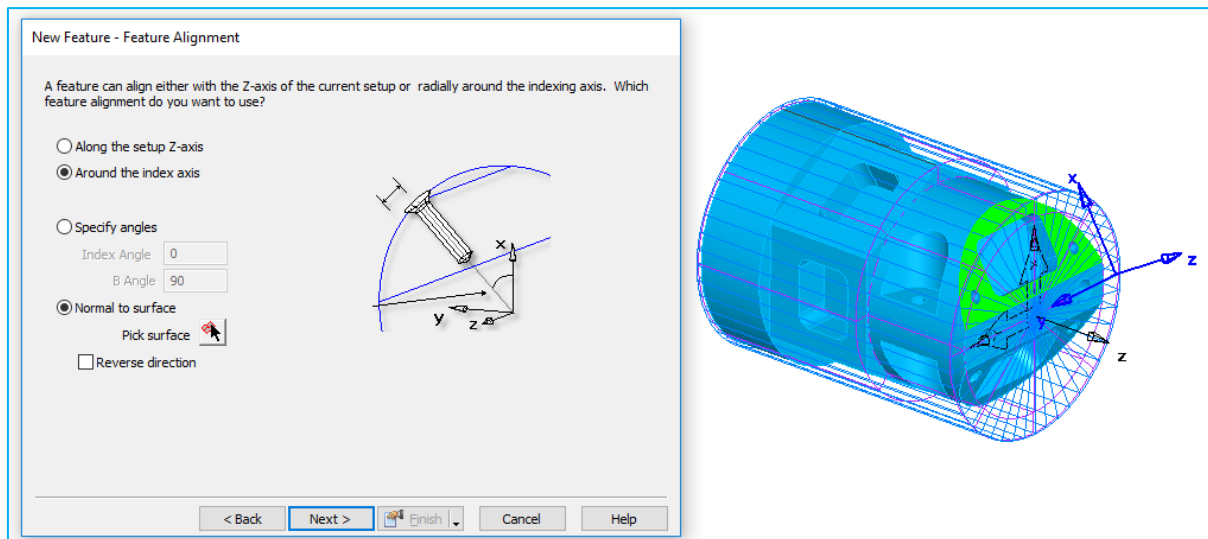 New Feature - Feature Alignment
A feature can align either with the Z-axis of the current setup or  radially around the indexing axis.  Which
feature alignment do you want to use?
Along the setup Z-axis
Around the index axis
Specify angles
Index Angle 0
B Angle 90
Normal to surface
Pick surface
Reverse direction
x
y
z
x
z
y
z
< Back Next > Finish Cancel Help